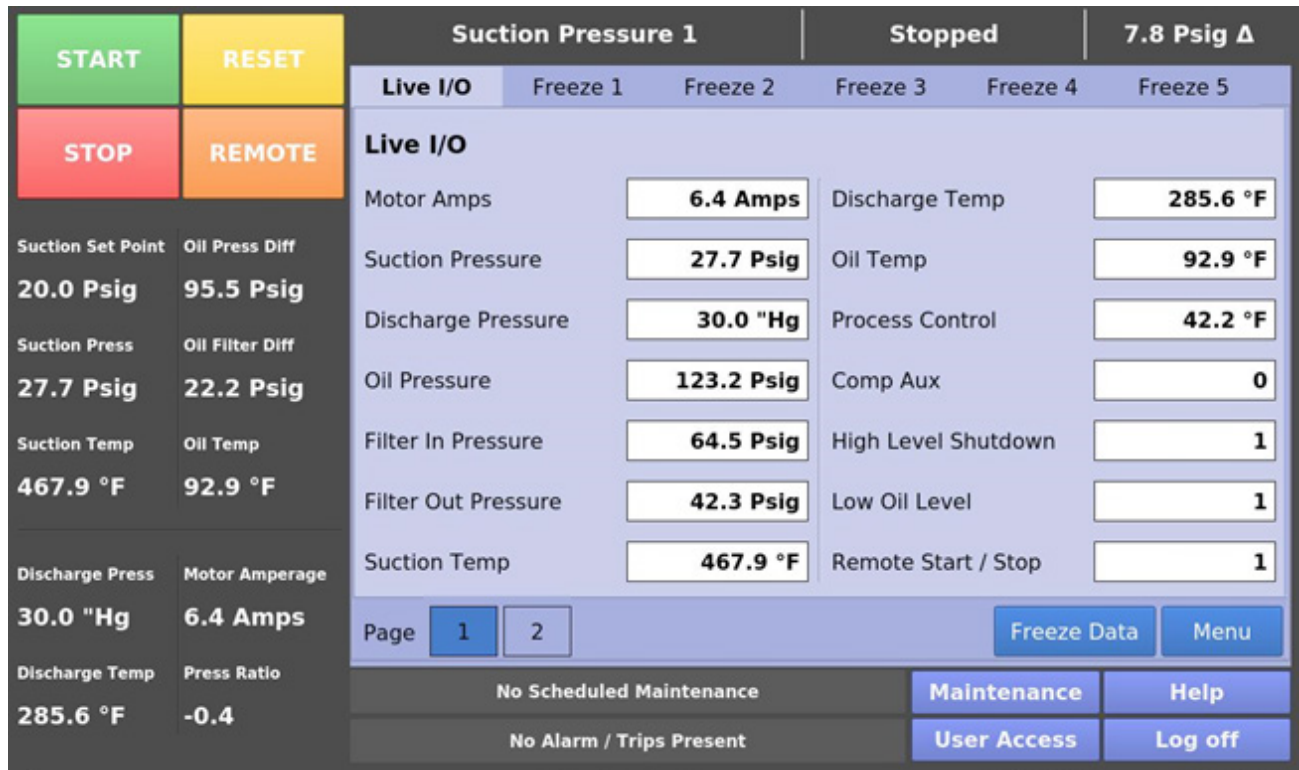 START RESET
STOP REMOTE
Suction Set Point Oil Press Diff
20.0 Psig 95.5 Psig
Suction Press Oil Filter Diff
27.7 Psig 22.2 Psig
Suction Temp Oil Temp
467.9 °F 92.9 °F
Discharge Press Motor Amperage
30.0 "Hg 6.4 Amps
Discharge Temp Press Ratio
285.6 °F -0.4
Suction Pressure 1 Stopped 7.8 Psig Δ
Live I/O Freeze 1 Freeze 2 Freeze 3 Freeze 4 Freeze 5
Live I/O
Motor Amps 6.4 Amps Discharge Temp 285.6 °F
Suction Pressure 27.7 Psig Oil Temp 92.9 °F
Discharge Pressure 30.0 "Hg Process Control 42.2 °F
Oil Pressure 123.2 Psig Comp Aux 0
Filter In Pressure 64.5 Psig High Level Shutdown 1
Filter Out Pressure 42.3 Psig Low Oil Level 1
Suction Temp 467.9 °F Remote Start / Stop 1
Page 1 2 Freeze Data Menu
No Scheduled Maintenance Maintenance Help
No Alarm / Trips Present User Access Log off